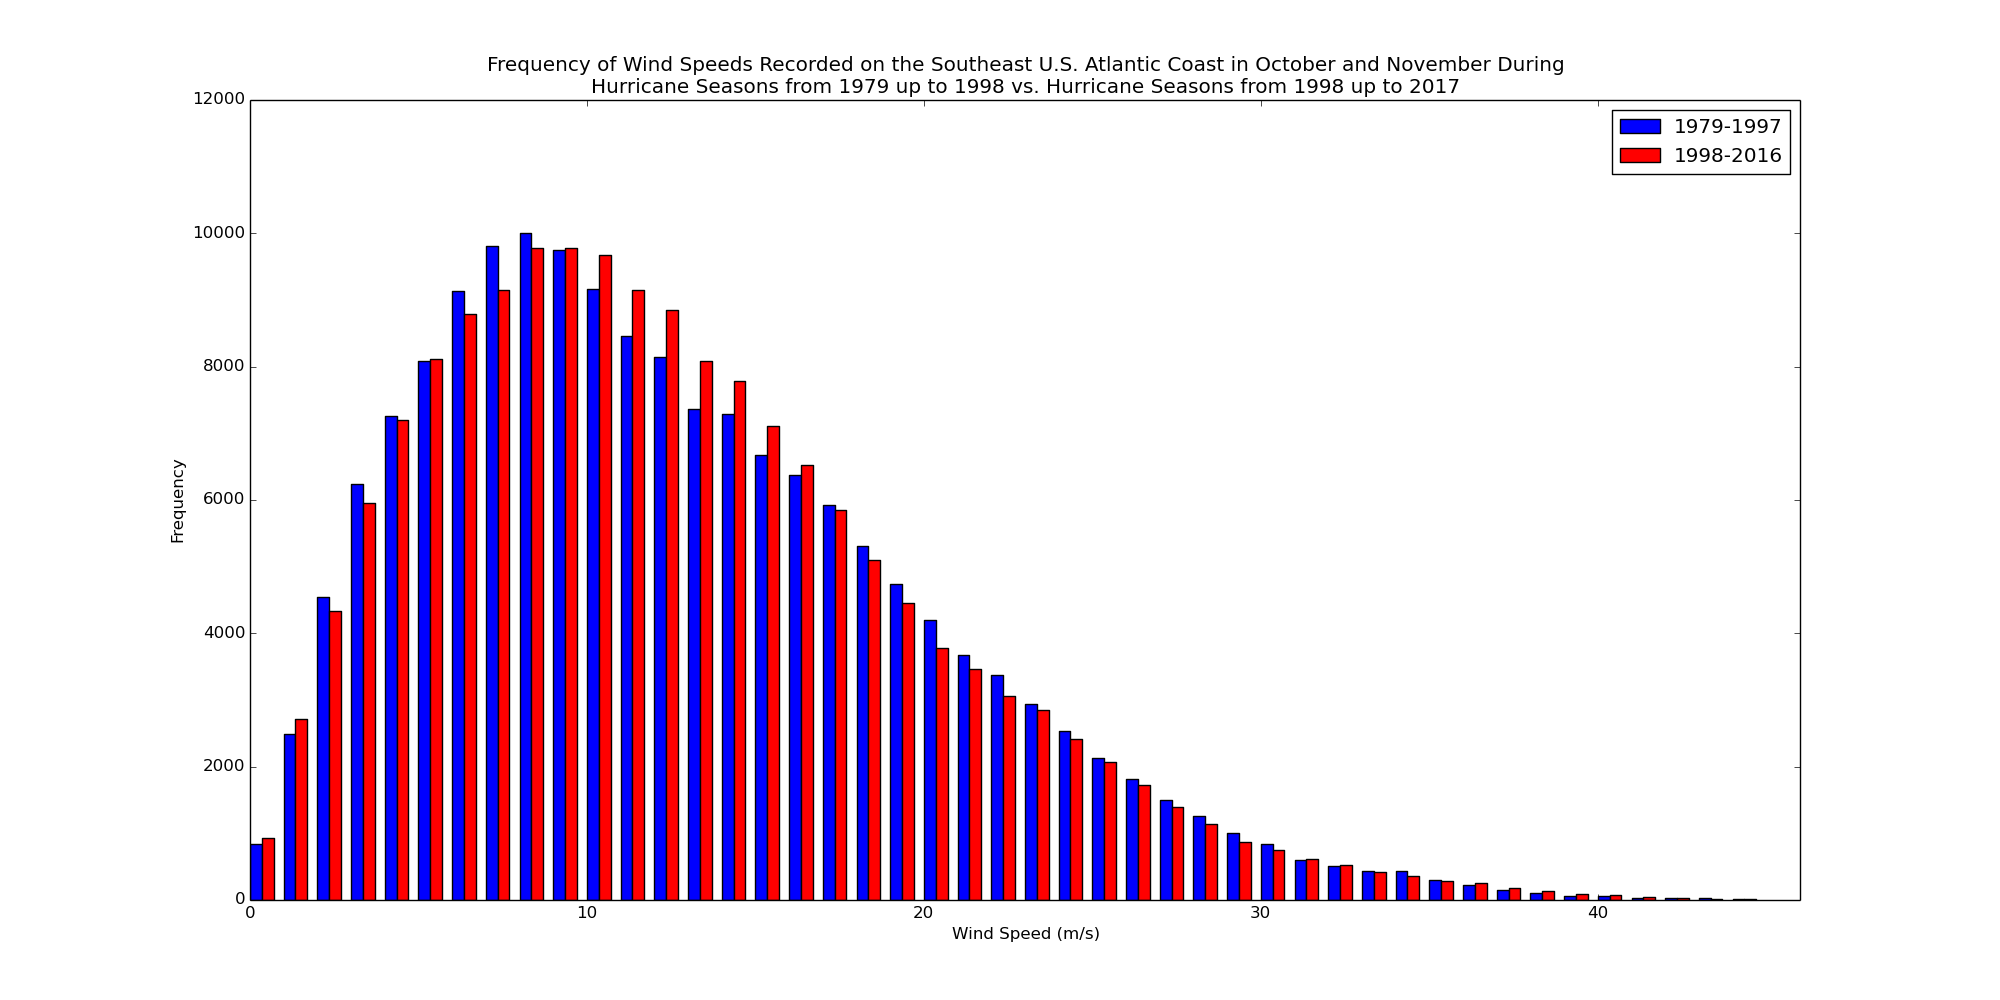 Frequency of Wind Speeds Recorded on the Southeast U.S. Atlantic Coast in October and November During
Hurricane Seasons from 1979 up to 1998 vs. Hurricane Seasons from 1998 up to 2017
12000
1979-1997
1998-2016
10000
8000
6000
Frequency
4000
2000
0
0 10 20 30 40
Wind Speed (m/s)